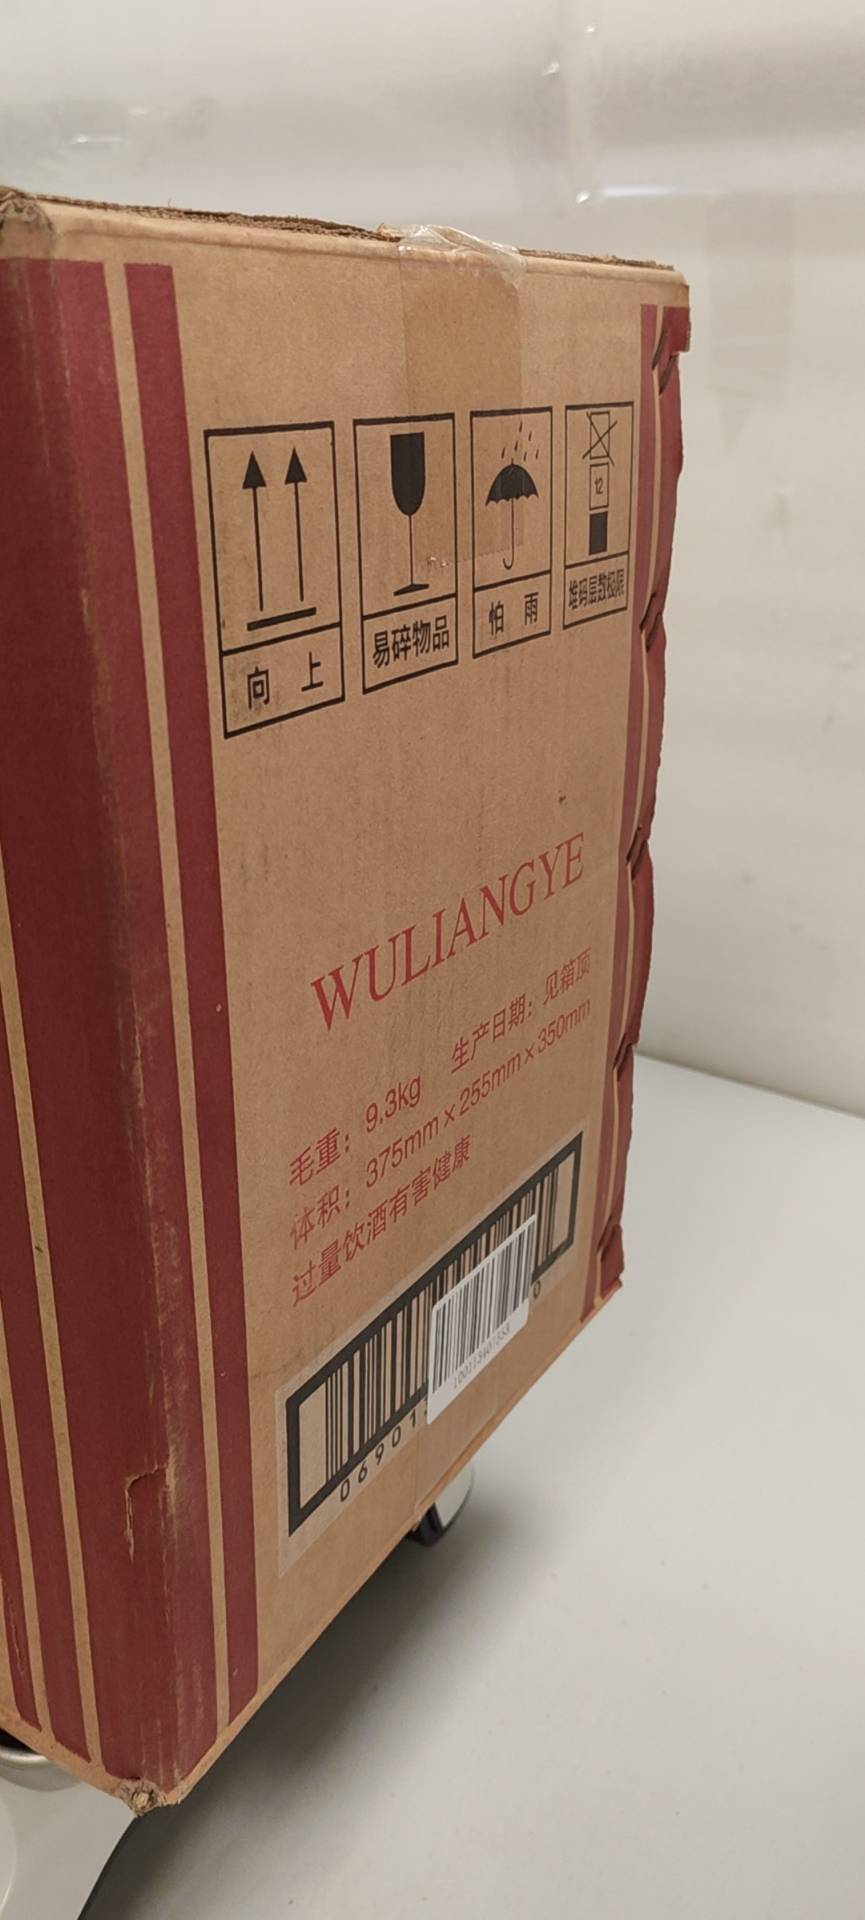 向 上
易碎物品
怕 雨
12
堆码层数极限
WULIANGYE
毛重：9.3kg 生产日期：见箱顶
体积：375mm×255mm×350mm
过量饮酒有害健康
06901
0